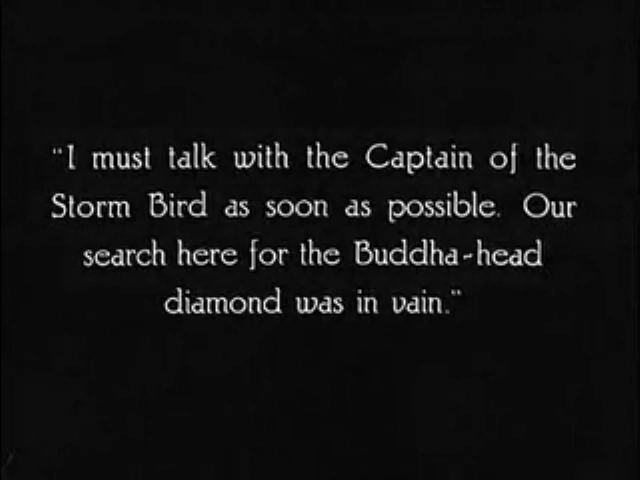 "I must talk with the Captain of the
Storm Bird as soon as possible. Our
search here for the Buddha-head
diamond was in vain."